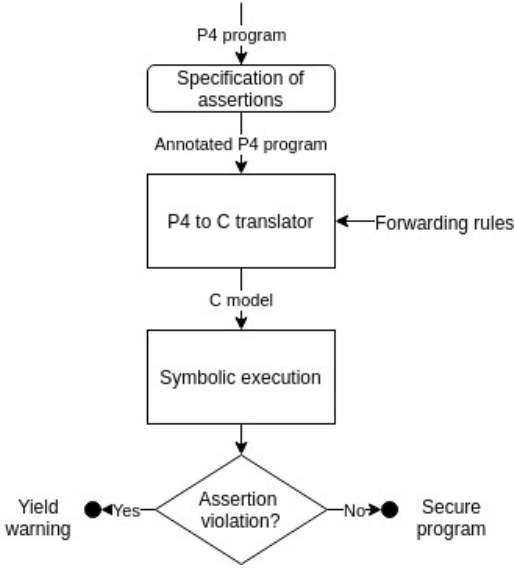 P4 program
Specification of
assertions
Annotated P4 program
P4 to C translator
Forwarding rules
C model
Symbolic execution
Assertion
violation?
Yes
No
Yield
warning
Secure
program